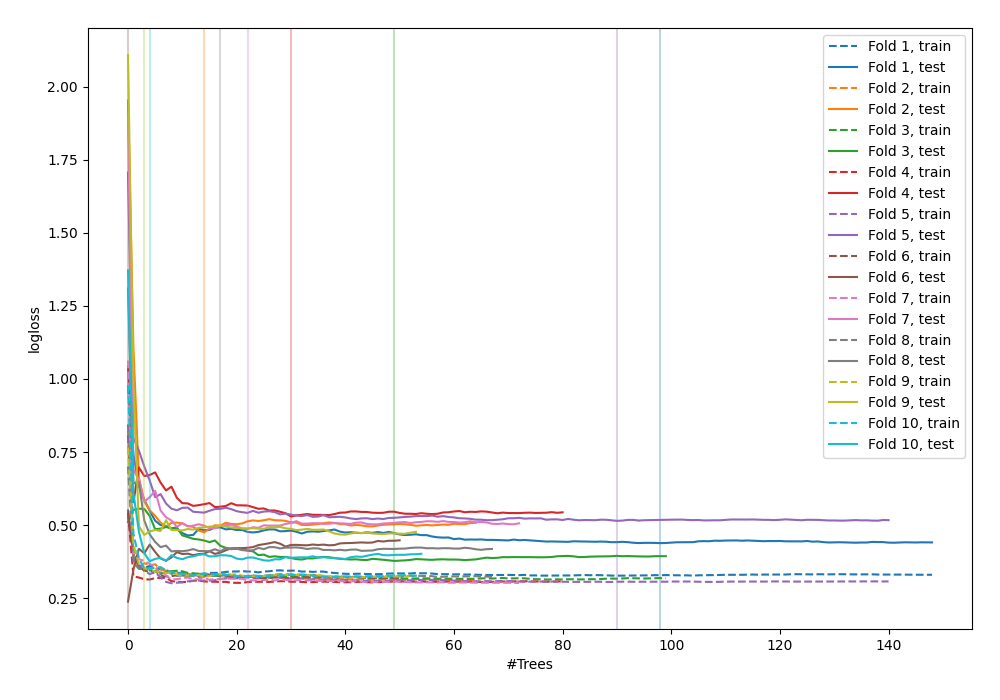 logloss
2.00
1.75
1.50
1.25
1.00
0.75
0.50
0.25
0
20
40
60
80
100
120
140
#Trees
Fold 1, train
Fold 1, test
Fold 2, train
Fold 2, test
Fold 3, train
Fold 3, test
Fold 4, train
Fold 4, test
Fold 5, train
Fold 5, test
Fold 6, train
Fold 6, test
Fold 7, train
Fold 7, test
Fold 8, train
Fold 8, test
Fold 9, train
Fold 9, test
Fold 10, train
Fold 10, test